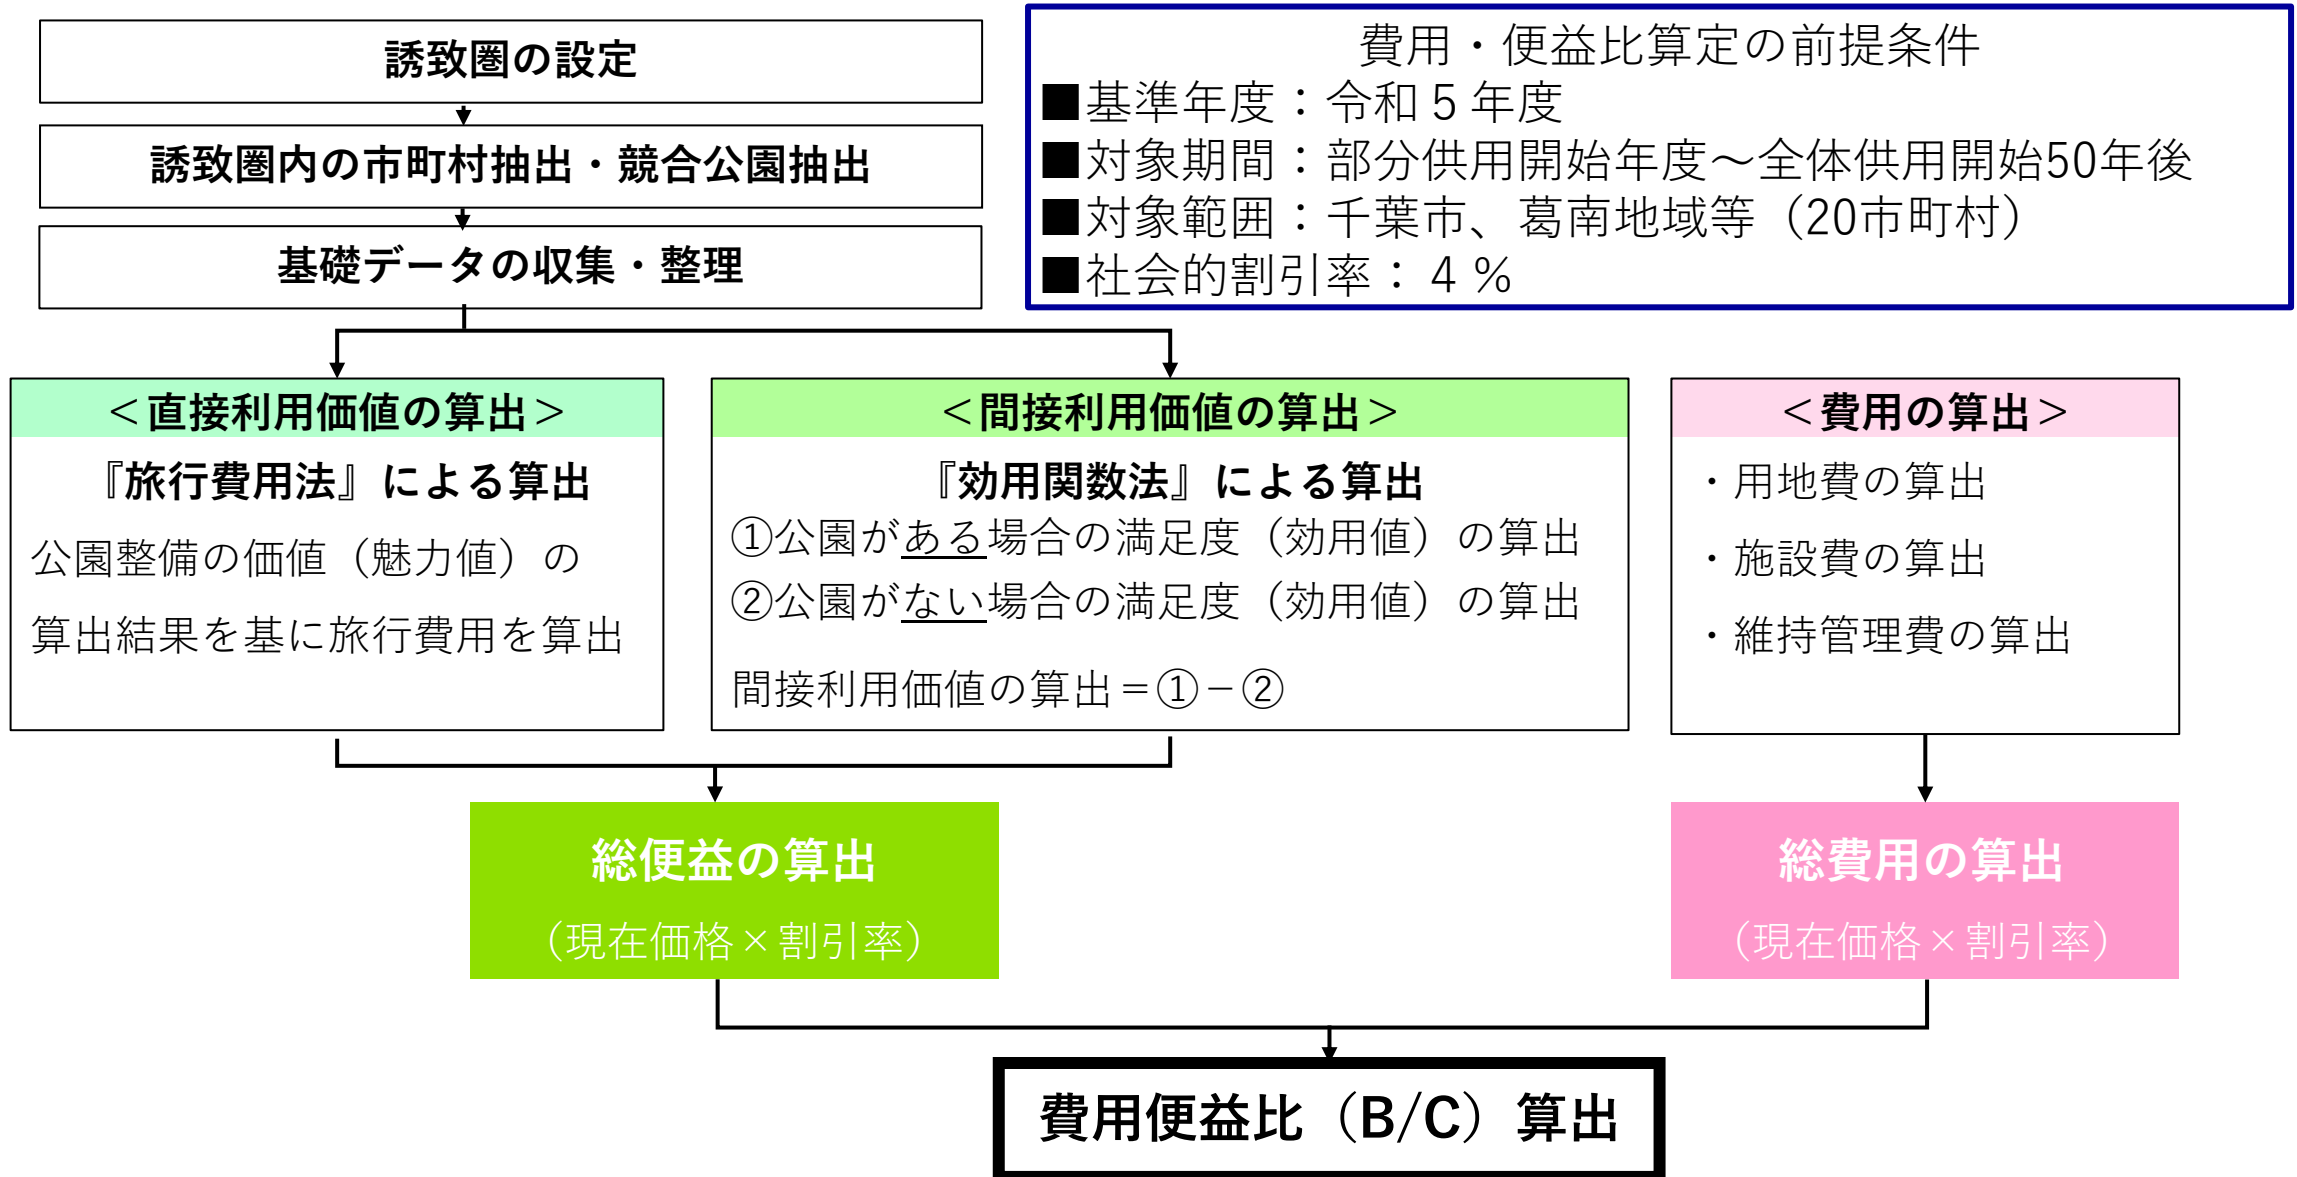 誘致圏の設定
誘致圏内の市町村抽出・競合公園抽出
基礎データの収集・整理
費用・便益比算定の前提条件
■基準年度：令和５年度
■対象期間：部分供用開始年度～全体供用開始50年後
■対象範囲：千葉市、葛南地域等（20市町村）
■社会的割引率：４％
＜直接利用価値の算出＞
『旅行費用法』による算出
公園整備の価値（魅力値）の
算出結果を基に旅行費用を算出
＜間接利用価値の算出＞
『効用関数法』による算出
①公園がある場合の満足度（効用値）の算出
②公園がない場合の満足度（効用値）の算出
間接利用価値の算出＝①－②
＜費用の算出＞
・用地費の算出
・施設費の算出
・維持管理費の算出
総便益の算出
（現在価格×割引率）
総費用の算出
（現在価格×割引率）
費用便益比（B/C）算出